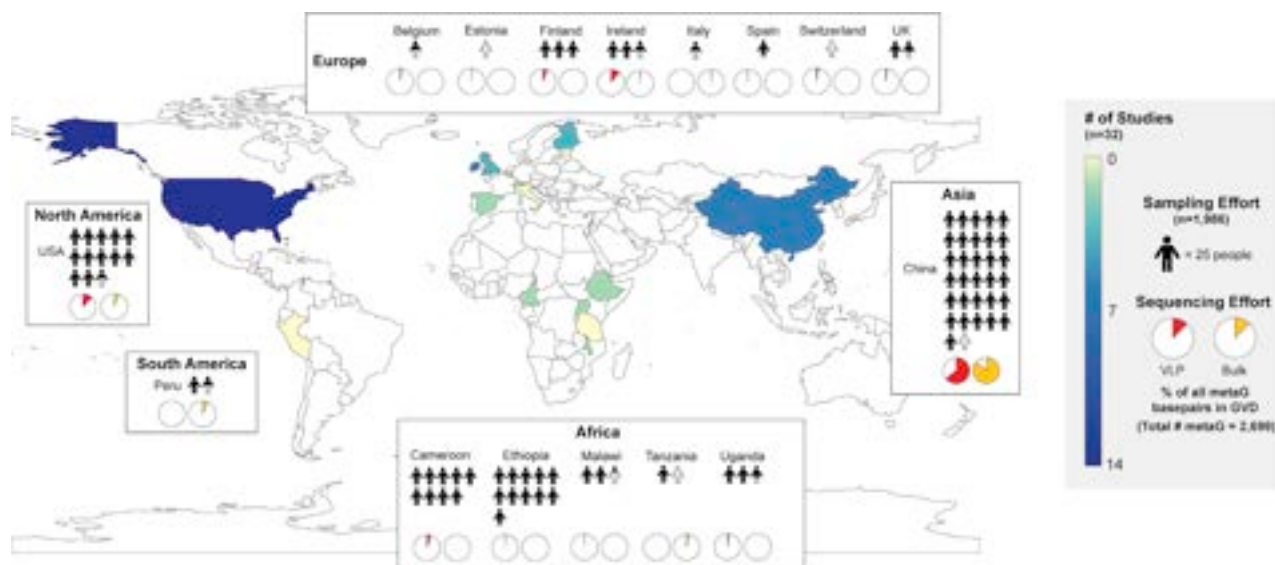 Belgium Estonia Finland Ireland Italy Spain Switzerland UK
Europe
# of Studies
(n=32)
0
7
14
Sampling Effort
(n=1,986)
= 25 people
Sequencing Effort
VLP Bulk
% of all metaG
basepairs in GVD
(Total # metaG = 2,698)
North America
USA
Asia
China
South America
Peru
Africa
Cameroon Ethiopia Malawi Tanzania Uganda